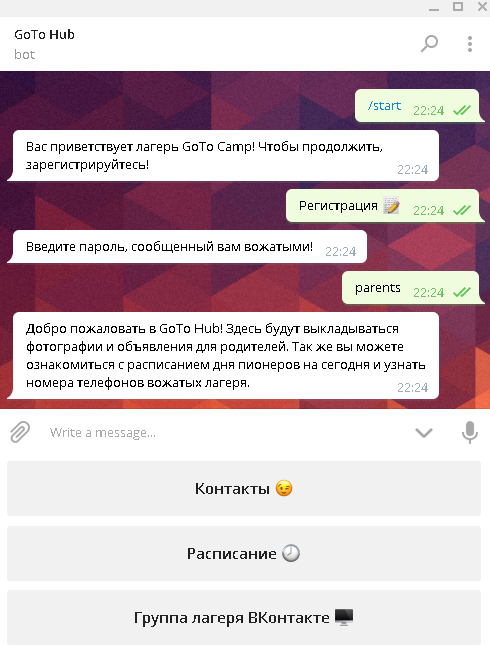 GoTo Hub
bot
/start 22:24
Вас приветствует лагерь GoTo Camp! Чтобы продолжить,
зарегистрируйтесь! 22:24
Регистрация 📝 22:24
Введите пароль, сообщенный вам вожатыми! 22:24
parents 22:24
Добро пожаловать в GoTo Hub! Здесь будут выкладываться
фотографии и объявления для родителей. Так же вы можете
ознакомиться с расписанием дня пионеров на сегодня и узнать
номера телефонов вожатых лагеря. 22:24
Write a message...
Контакты 😉
Расписание 🕗
Группа лагеря ВКонтакте 🖥